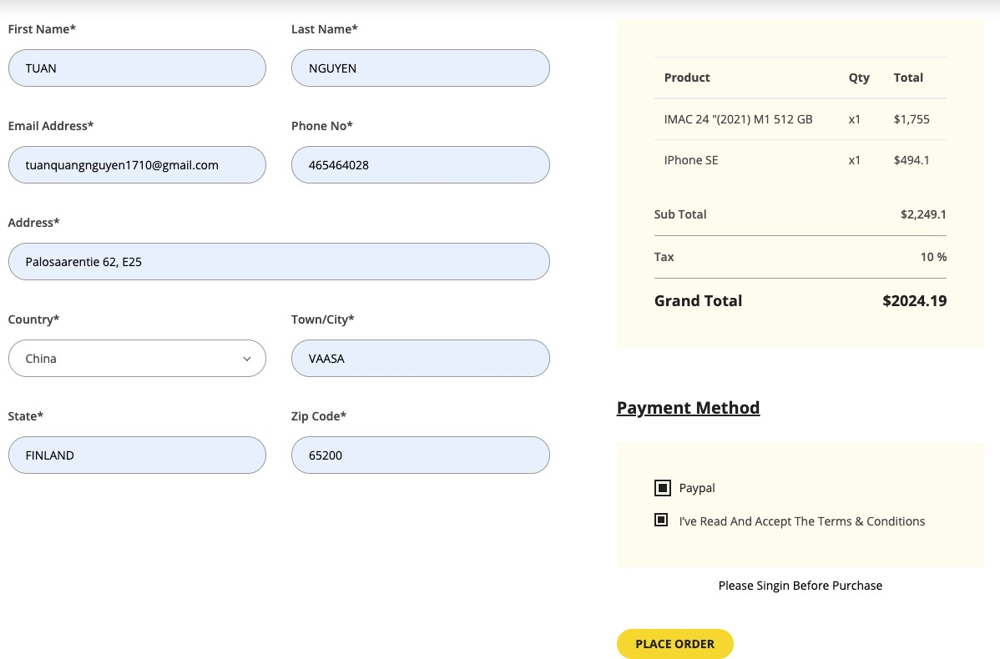 First Name*
Last Name*
TUAN
NGUYEN
Email Address*
Phone No*
tuanquangnguyen1710@gmail.com
465464028
Address*
Palosaarentie 62, E25
Country*
Town/City*
China
VAASA
State*
Zip Code*
FINLAND
65200
Product Qty Total
IMAC 24 "(2021) M1 512 GB x1 $1,755
IPhone SE x1 $494.1
Sub Total $2,249.1
Tax 10 %
Grand Total $2024.19
Payment Method
Paypal
I've Read And Accept The Terms & Conditions
Please Singin Before Purchase
PLACE ORDER